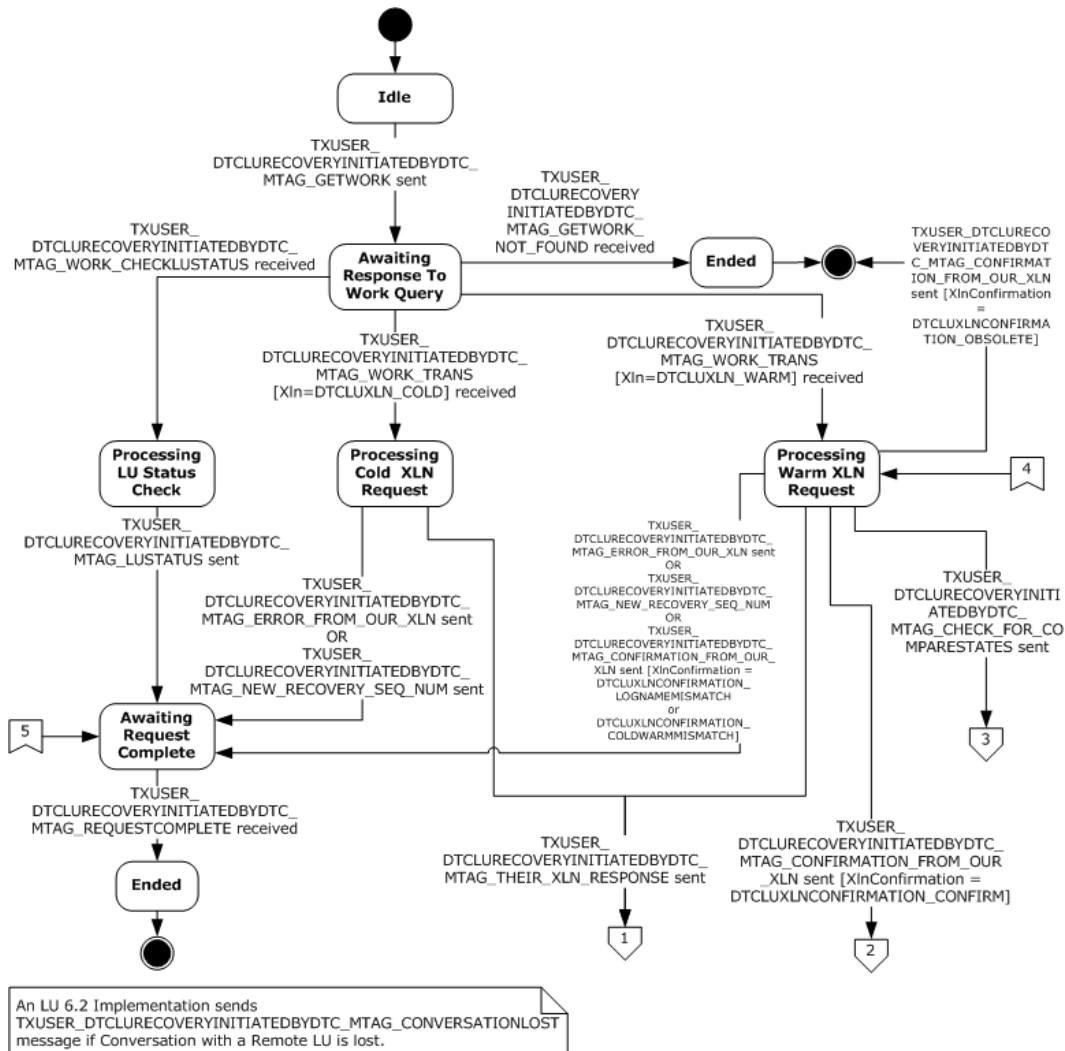 Idle
TXUSER_
DTCLURECOVERYINITIATEDBYDTC_
MTAG_GETWORK sent
TXUSER_
DTCLURECOVERY
INITIATEDBYDTC_
MTAG_GETWORK_
NOT_FOUND received
TXUSER_
DTCLURECOVERYINITIATEDBYDTC_
MTAG_WORK_CHECKLUSTATUS received
Awaiting
Response To
Work Query
Ended
TXUSER_DTCLURECO
VERYINITIATEDBYDT
C_MTAG_CONFIRMAT
ION_FROM_OUR_XLN
sent [XlnConfirmation
=
DTCLUXLNCONFIRMA
TION_OBSOLETE]
TXUSER_
DTCLURECOVERYINITIATEDBYDTC_
MTAG_WORK_TRANS
[Xln=DTCLUXLN_COLD] received
TXUSER_
DTCLURECOVERYINITIATEDBYDTC_
MTAG_WORK_TRANS
[Xln=DTCLUXLN_WARM] received
Processing
LU Status
Check
Processing
Cold XLN
Request
Processing
Warm XLN
Request
4
TXUSER_
DTCLURECOVERYINITIATEDBYDTC_
MTAG_LUSTATUS sent
TXUSER_
DTCLURECOVERYINITIATEDBYDTC_
MTAG_ERROR_FROM_OUR_XLN sent
OR
TXUSER_
DTCLURECOVERYINITIATEDBYDTC_
MTAG_NEW_RECOVERY_SEQ_NUM sent
TXUSER_
DTCLURECOVERYINITIATEDBYDTC_
MTAG_ERROR_FROM_OUR_XLN sent
OR
TXUSER_
DTCLURECOVERYINITIATEDBYDTC_
MTAG_NEW_RECOVERY_SEQ_NUM
OR
TXUSER_
DTCLURECOVERYINITIATEDBYDTC_
MTAG_CONFIRMATION_FROM_OUR_
XLN sent [XlnConfirmation =
DTCLUXLNCONFIRMATION_
LOGNAMEMISMATCH
or
DTCLUXLNCONFIRMATION_
COLDWARMMISMATCH]
TXUSER_
DTCLURECOVERYINITI
ATEDBYDTC_
MTAG_CHECK_FOR_CO
MPARESTATES sent
5
Awaiting
Request
Complete
3
TXUSER_
DTCLURECOVERYINITIATEDBYDTC_
MTAG_REQUESTCOMPLETE received
TXUSER_
DTCLURECOVERYINITIATEDBYDTC_
MTAG_THEIR_XLN_RESPONSE sent
TXUSER_
DTCLURECOVERYINITIATEDBYDTC_
MTAG_CONFIRMATION_FROM_OUR
_XLN sent [XlnConfirmation =
DTCLUXLNCONFIRMATION_CONFIRM]
Ended
1
2
An LU 6.2 Implementation sends
TXUSER_DTCLURECOVERYINITIATEDBYDTC_MTAG_CONVERSATIONLOST
message if Conversation with a Remote LU is lost.